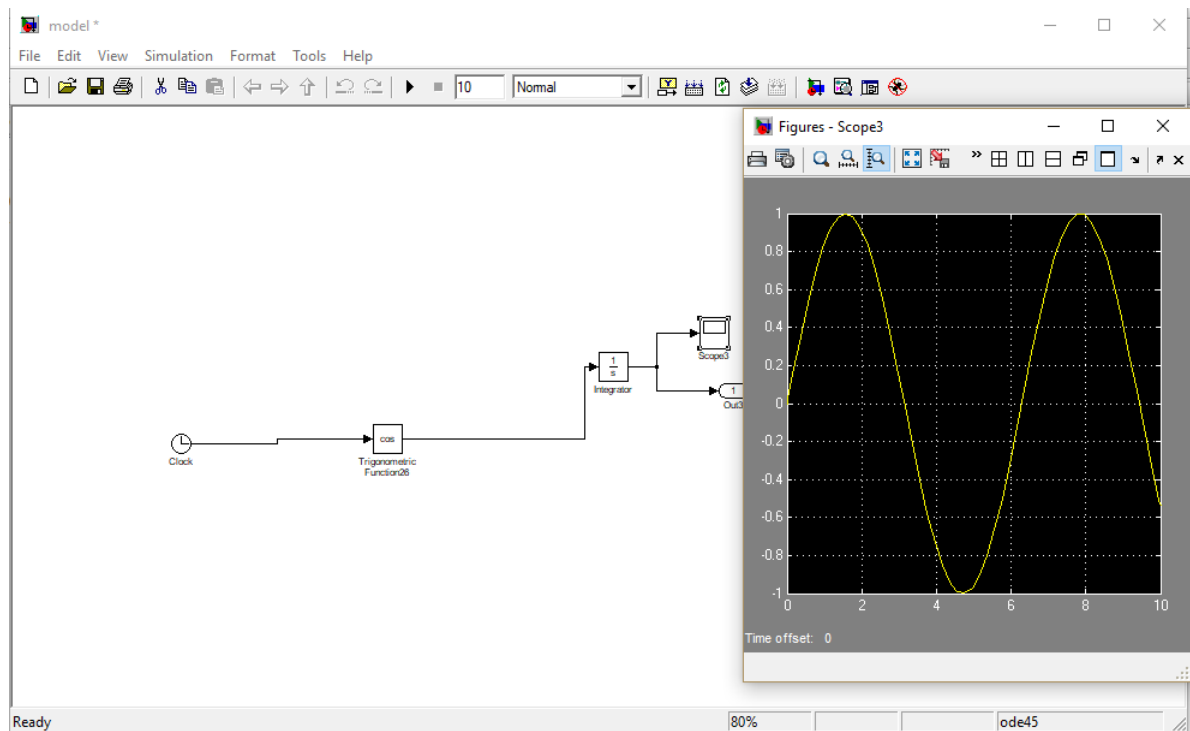 model *
File Edit View Simulation Format Tools Help
10 Normal
Figures - Scope3
1
0.8
0.6
0.4
0.2
0
-0.2
-0.4
-0.6
-0.8
-1
0 2 4 6 8 10
Time offset: 0
Scope3
1
s
Integrator
1
Out3
Clock
cos
Trigonometric
Function26
Ready 80% ode45